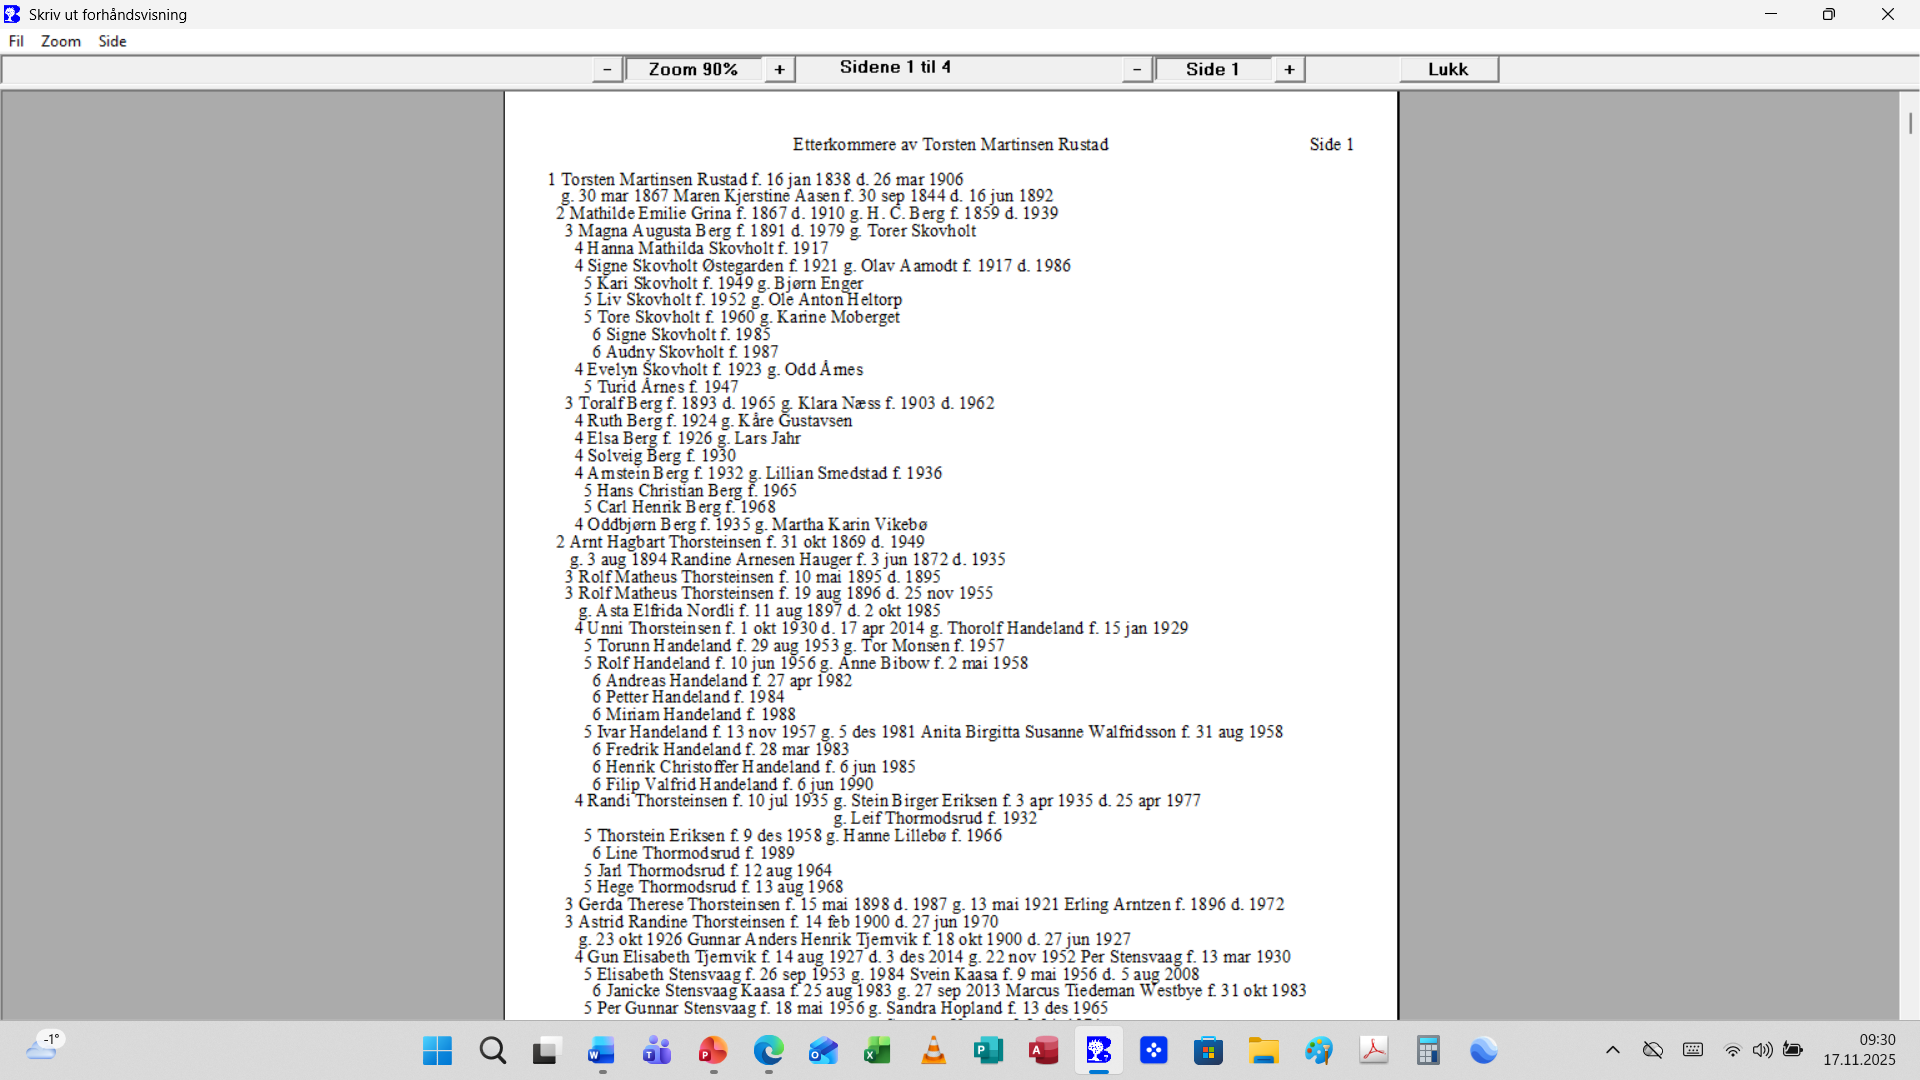 Skriv ut forhåndsvisning
Fil Zoom Side
- Zoom 90% + Sidene 1 til 4 - Side 1 + Lukk
Etterkommere av Torsten Martinsen Rustad Side 1
1 Torsten Martinsen Rustad f. 16 jan 1838 d. 26 mar 1906
g. 30 mar 1867 Maren Kjerstine Aasen f. 30 sep 1844 d. 16 jun 1892
2 Mathilde Emilie Grina f. 1867 d. 1910 g. H. C. Berg f. 1859 d. 1939
3 Magna Augusta Berg f. 1891 d. 1979 g. Torer Skovholt
4 Hanna Mathilda Skovholt f. 1917
4 Signe Skovholt Østegarden f. 1921 g. Olav Aamodt f. 1917 d. 1986
5 Kari Skovholt f. 1949 g. Bjørn Enger
5 Liv Skovholt f. 1952 g. Ole Anton Heltorp
5 Tore Skovholt f. 1960 g. Karine Moberget
6 Signe Skovholt f. 1985
6 Audny Skovholt f. 1987
4 Evelyn Skovholt f. 1923 g. Odd Årnes
5 Turid Årnes f. 1947
3 Toralf Berg f. 1893 d. 1965 g. Klara Næss f. 1903 d. 1962
4 Ruth Berg f. 1924 g. Kåre Gustavsen
4 Elsa Berg f. 1926 g. Lars Jahr
4 Solveig Berg f. 1930
4 Arnstein Berg f. 1932 g. Lillian Smedstad f. 1936
5 Hans Christian Berg f. 1965
5 Carl Henrik Berg f. 1968
4 Oddbjørn Berg f. 1935 g. Martha Karin Vikebø
2 Arnt Hagbart Thorsteinsen f. 31 okt 1869 d. 1949
g. 3 aug 1894 Randine Arnesen Hauger f. 3 jun 1872 d. 1935
3 Rolf Matheus Thorsteinsen f. 10 mai 1895 d. 1895
3 Rolf Matheus Thorsteinsen f. 19 aug 1896 d. 25 nov 1955
g. Asta Elfrida Nordli f. 11 aug 1897 d. 2 okt 1985
4 Unni Thorsteinsen f. 1 okt 1930 d. 17 apr 2014 g. Thorolf Handeland f. 15 jan 1929
5 Torunn Handeland f. 29 aug 1953 g. Tor Monsen f. 1957
5 Rolf Handeland f. 10 jun 1956 g. Anne Bibow f. 2 mai 1958
6 Andreas Handeland f. 27 apr 1982
6 Petter Handeland f. 1984
6 Miriam Handeland f. 1988
5 Ivar Handeland f. 13 nov 1957 g. 5 des 1981 Anita Birgitta Susanne Walfridsson f. 31 aug 1958
6 Fredrik Handeland f. 28 mar 1983
6 Henrik Christoffer Handeland f. 6 jun 1985
6 Filip Valfrid Handeland f. 6 jun 1990
4 Randi Thorsteinsen f. 10 jul 1935 g. Stein Birger Eriksen f. 3 apr 1935 d. 25 apr 1977
g. Leif Thormodsrud f. 1932
5 Thorstein Eriksen f. 9 des 1958 g. Hanne Lillebø f. 1966
6 Line Thormodsrud f. 1989
5 Jarl Thormodsrud f. 12 aug 1964
5 Hege Thormodsrud f. 13 aug 1968
3 Gerda Therese Thorsteinsen f. 15 mai 1898 d. 1987 g. 13 mai 1921 Erling Arntzen f. 1896 d. 1972
3 Astrid Randine Thorsteinsen f. 14 feb 1900 d. 27 jun 1970
g. 23 okt 1926 Gunnar Anders Henrik Tjernvik f. 18 okt 1900 d. 27 jun 1927
4 Gun Elisabeth Tjernvik f. 14 aug 1927 d. 3 des 2014 g. 22 nov 1952 Per Stensvaag f. 13 mar 1930
5 Elisabeth Stensvaag f. 26 sep 1953 g. 1984 Svein Kaasa f. 9 mai 1956 d. 5 aug 2008
6 Janicke Stensvaag Kaasa f. 25 aug 1983 g. 27 sep 2013 Marcus Tiedeman Westbye f. 31 okt 1983
5 Per Gunnar Stensvaag f. 18 mai 1956 g. Sandra Hopland f. 13 des 1965
-1°
09:30
17.11.2025